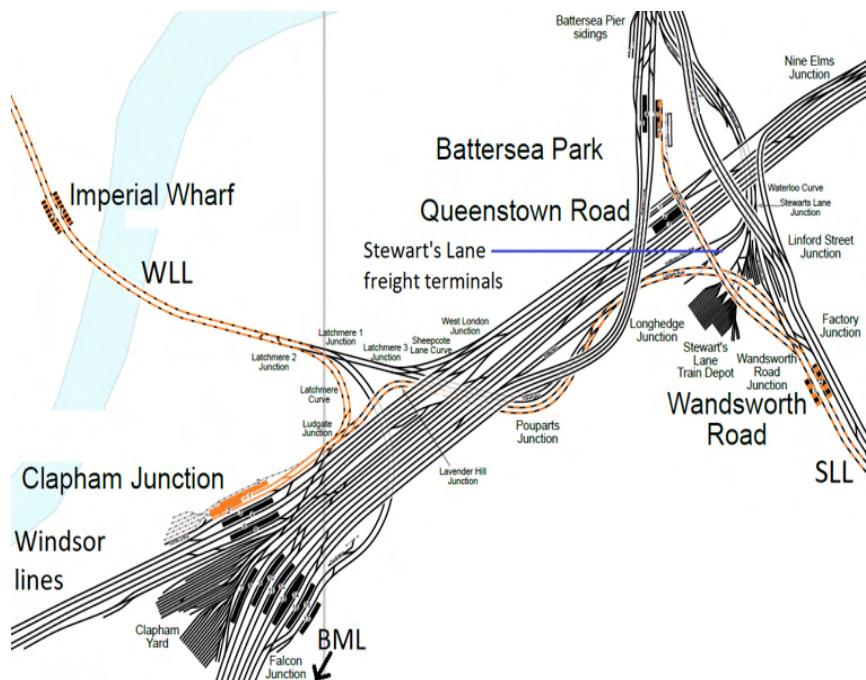 Battersea Pier
sidings
Nine Elms
Junction
Battersea Park
Imperial Wharf
Queenstown Road
Waterloo Curve
Stewarts Lane
Junction
Stewart's Lane
freight terminals
Linford Street
Junction
WLL
Latchmere 1
Junction
West London
Junction
Latchmere 3
Junction
Sheepcote
Lane Curve
Latchmere 2
Junction
Longhedge
Junction
Factory
Junction
Stewart's
Lane
Train Depot
Wandsworth
Road
Junction
Latchmere
Curve
Ludgate
Junction
Wandsworth
Road
Pouparts
Junction
Clapham Junction
Lavender Hill
Junction
SLL
Windsor
lines
Clapham
Yard
BML
Falcon
Junction